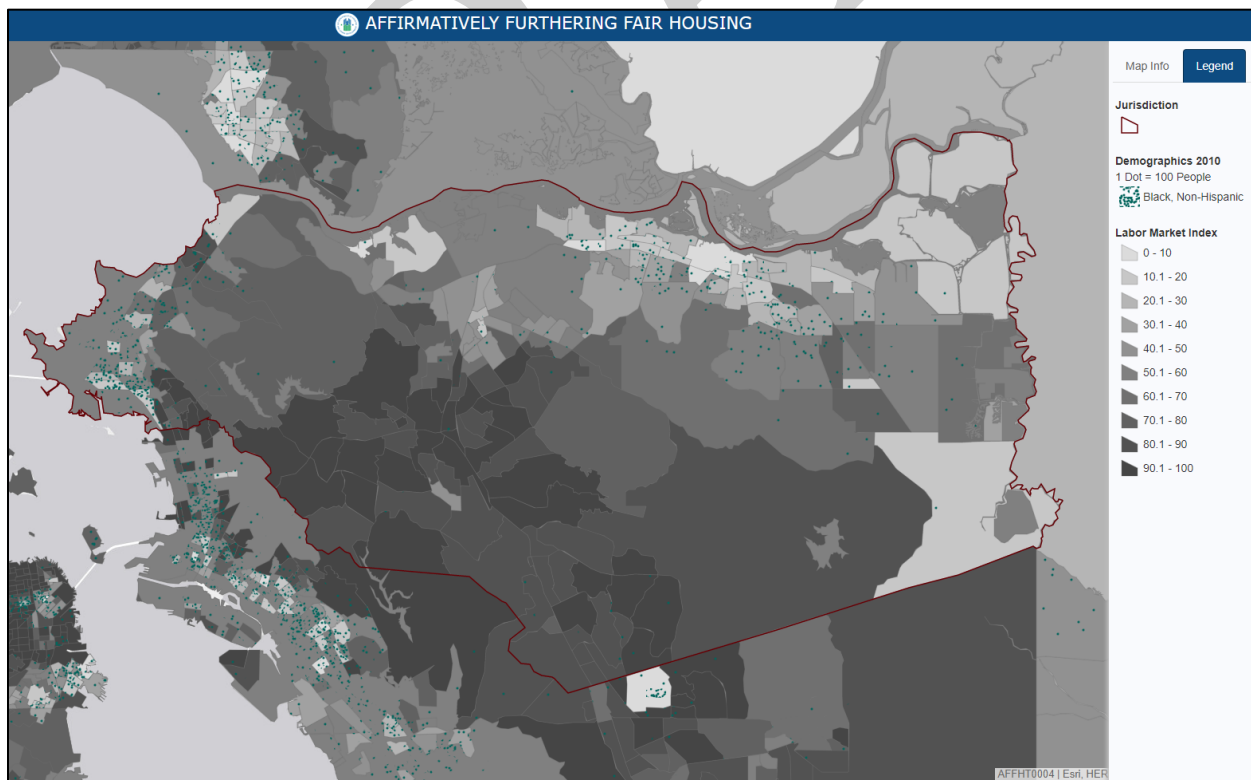 AFFIRMATIVELY FURTHERING FAIR HOUSING
Map Info
Legend
Jurisdiction
Demographics 2010
1 Dot = 100 People
Black, Non-Hispanic
Labor Market Index
0 - 10
10.1 - 20
20.1 - 30
30.1 - 40
40.1 - 50
50.1 - 60
60.1 - 70
70.1 - 80
80.1 - 90
90.1 - 100
AFFHT0004 | Esri, HER